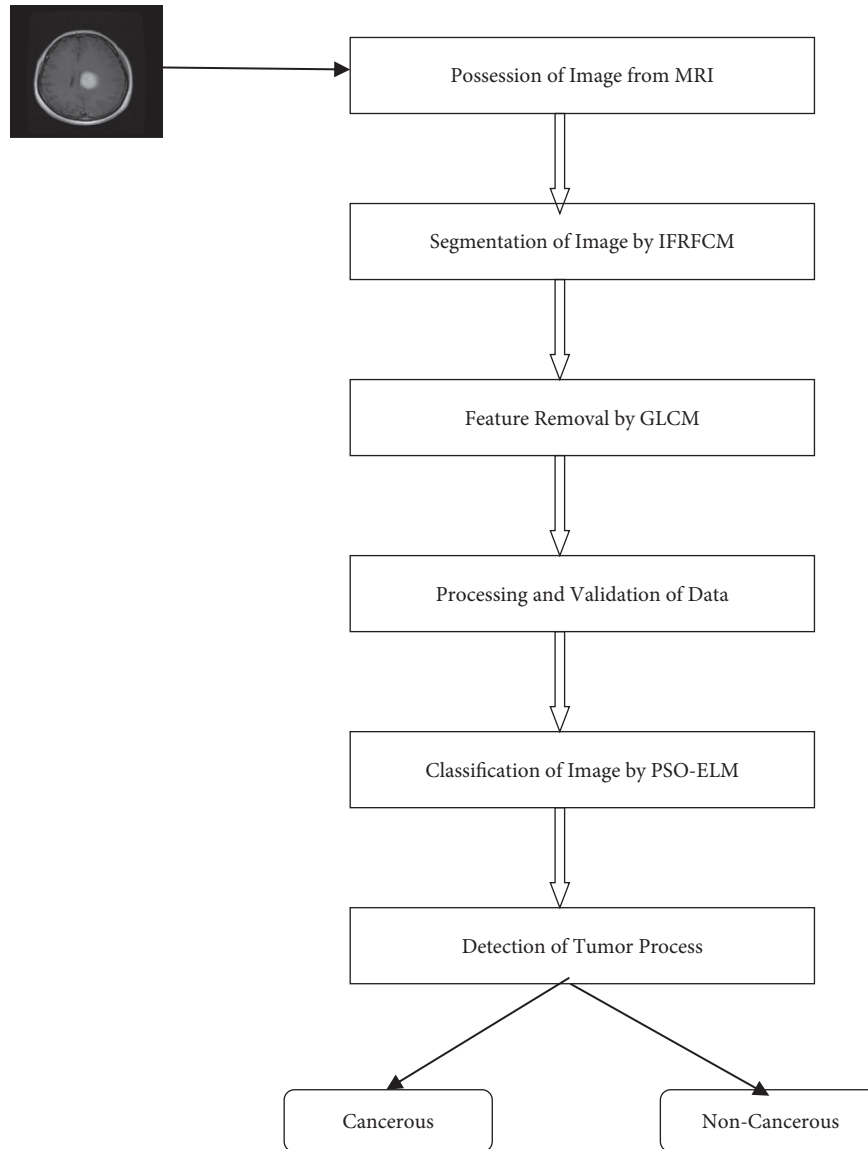 Possession of Image from MRI
Segmentation of Image by IFRFCM
Feature Removal by GLCM
Processing and Validation of Data
Classification of Image by PSO-ELM
Detection of Tumor Process
Cancerous
Non-Cancerous